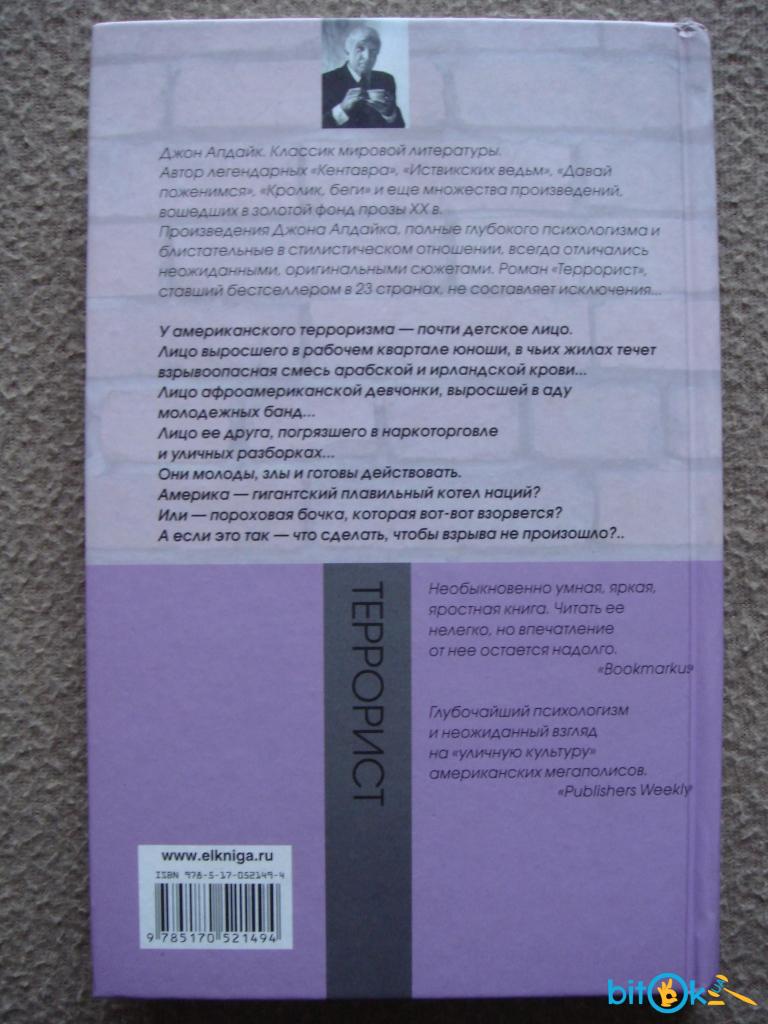 Джон Апдайк. Классик мировой литературы.
Автор легендарных «Кентавра», «Иствикских ведьм», «Давай
поженимся», «Кролик, беги» и еще множества произведений,
вошедших в золотой фонд прозы XX в.
Произведения Джона Апдайка, полные глубокого психологизма и
блистательные в стилистическом отношении, всегда отличались
неожиданными, оригинальными сюжетами. Роман «Террорист»,
ставший бестселлером в 23 странах, не составляет исключения...
У американского терроризма — почти детское лицо.
Лицо выросшего в рабочем квартале юноши, в чьих жилах течет
взрывоопасная смесь арабской и ирландской крови...
Лицо афроамериканской девчонки, выросшей в аду
молодежных банд...
Лицо ее друга, погрязшего в наркоторговле
и уличных разборках...
Они молоды, злы и готовы действовать.
Америка — гигантский плавильный котел наций?
Или — пороховая бочка, которая вот-вот взорвется?
А если это так — что сделать, чтобы взрыва не произошло?..
ТЕРРОРИСТ
Необыкновенно умная, яркая,
яростная книга. Читать ее
нелегко, но впечатление
от нее остается надолго.
«Bookmarku»
Глубочайший психологизм
и неожиданный взгляд
на «уличную культуру»
американских мегаполисов.
«Publishers Weekly»
www.elkniga.ru
ISBN 978-5-17-052149-4
9 785170 521494
bitOk
ua